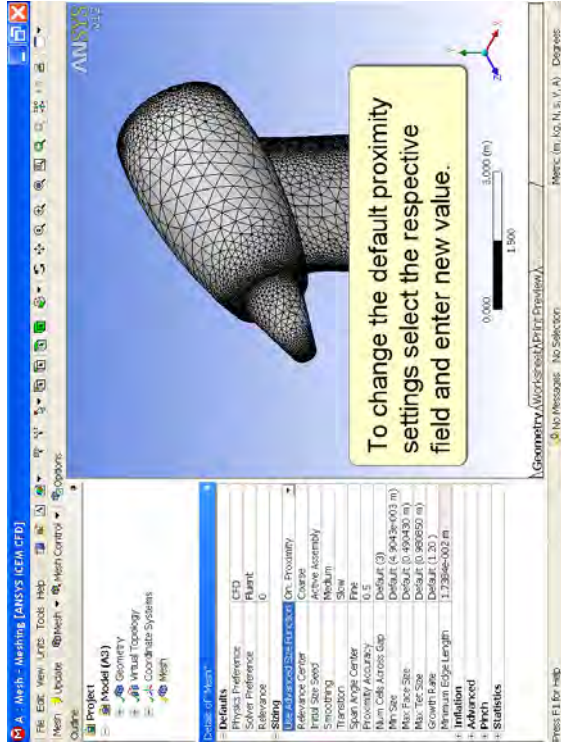 A : Mesh - Meshing [ANSYS ICEM CFD]
File Edit View Units Tools Help
Mesh Update Mesh Mesh Control Options
Outline
Project
Model (A3)
Geometry
Virtual Topology
Coordinate Systems
Mesh
Details of "Mesh"
Defaults
Physics Preference CFD
Solver Preference Fluent
Relevance 0
Sizing
Use Advanced Size Function On: Proximity
Relevance Center Coarse
Initial Size Seed Active Assembly
Smoothing Medium
Transition Slow
Span Angle Center Fine
Proximity Accuracy 0.5
Num Cells Across Gap Default (3)
Min Size Default (4.9043e-003 m)
Max Face Size Default (0.490430 m)
Max Tet Size Default (0.980850 m)
Growth Rate Default (1.20 )
Minimum Edge Length 1.7384e-002 m
Inflation
Advanced
Pinch
Statistics
ANSYS
v12
To change the default proximity
settings select the respective
field and enter new value.
0.000 3.000 (m)
1.500
Y
X
Z
Geometry Worksheet Print Preview
Press F1 for Help 0 No Messages No Selection Metric (m, kg, N, s, V, A) Degrees